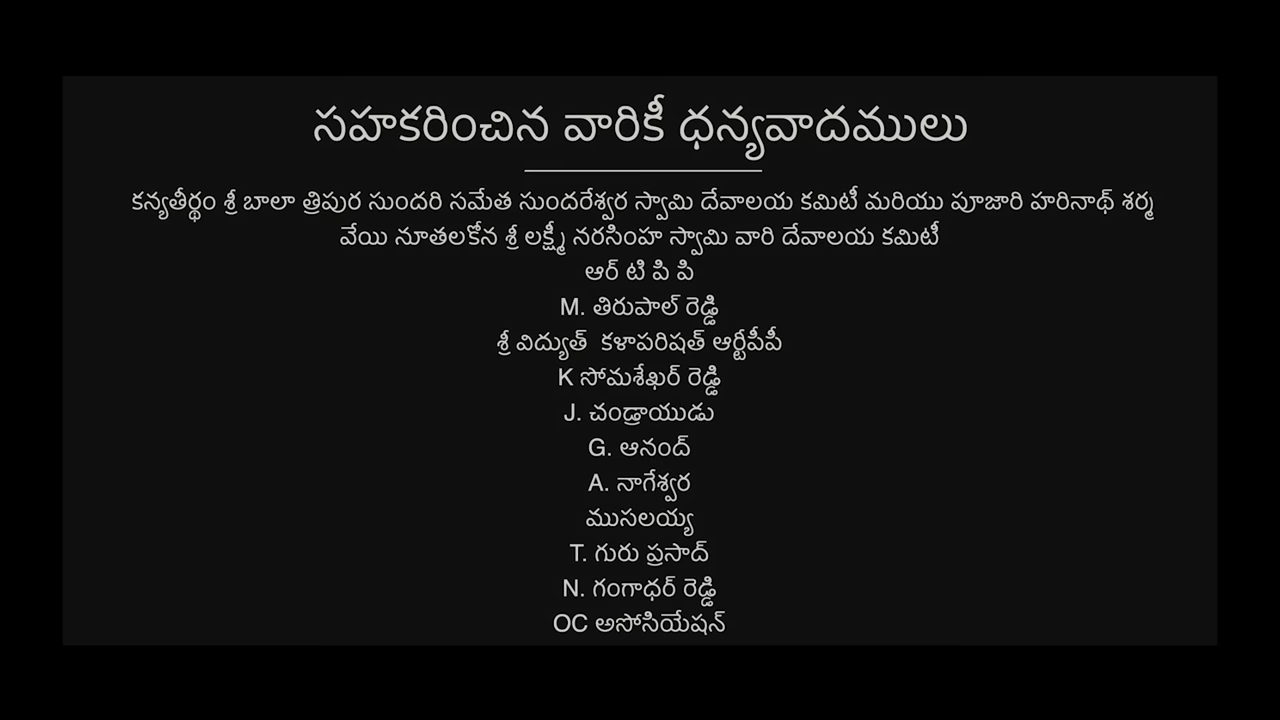 సహకరించిన వారికీ ధన్యవాదములు
కన్యతీర్థం శ్రీ బాలా త్రిపుర సుందరి సమేత సుందరేశ్వర స్వామి దేవాలయ కమిటీ మరియు పూజారి హరినాథ్ శర్మ
వేయి నూతలకోన శ్రీ లక్ష్మీ నరసింహ స్వామి వారి దేవాలయ కమిటీ
ఆర్ టి పి పి
M. తిరుపాల్ రెడ్డి
శ్రీ విద్యుత్  కళాపరిషత్ ఆర్టీపీపీ
K సోమశేఖర్ రెడ్డి
J. చండ్రాయుడు
G. ఆనంద్
A. నాగేశ్వర
ముసలయ్య
T. గురు ప్రసాద్
N. గంగాధర్ రెడ్డి
OC అసోసియేషన్